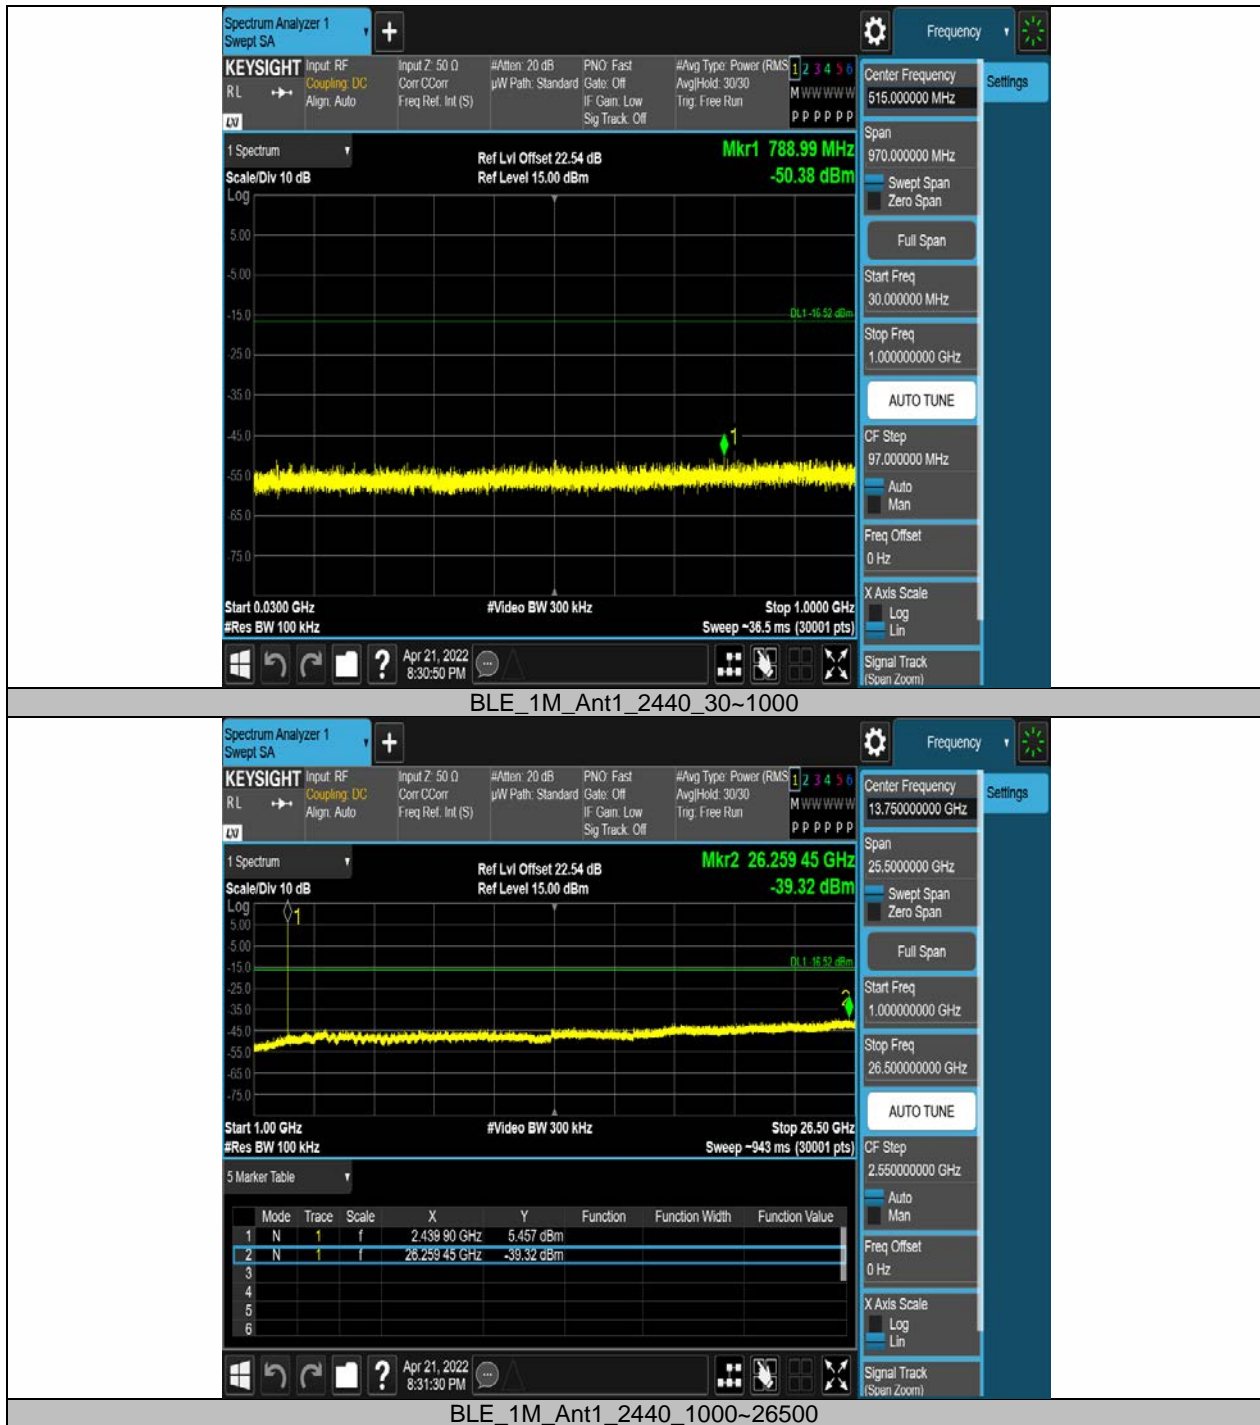 Spectrum Analyzer 1
Swept SA
Frequency
KEYSIGHT
RL
LXI
Input: RF
Coupling: DC
Align: Auto
Input Z: 50 Ω
Corr CCorr
Freq Ref: Int (S)
#Atten: 20 dB
µW Path: Standard
PNO: Fast
Gate: Off
IF Gain: Low
Sig Track: Off
#Avg Type: Power (RMS
Avg|Hold: 30/30
Trig: Free Run
1 2 3 4 5 6
M W W W W W
P P P P P P
Settings
1 Spectrum
Scale/Div 10 dB
Log
Ref Lvl Offset 22.54 dB
Ref Level 15.00 dBm
Mkr1 788.99 MHz
-50.38 dBm
5.00
-5.00
-15.0
-25.0
-35.0
-45.0
-55.0
-65.0
-75.0
DL1 -16.52 dBm
1
Start 0.0300 GHz
#Res BW 100 kHz
#Video BW 300 kHz
Stop 1.0000 GHz
Sweep ~36.5 ms (30001 pts)
Center Frequency
515.000000 MHz
Span
970.000000 MHz
Swept Span
Zero Span
Full Span
Start Freq
30.000000 MHz
Stop Freq
1.000000000 GHz
AUTO TUNE
CF Step
97.000000 MHz
Auto
Man
Freq Offset
0 Hz
X Axis Scale
Log
Lin
Signal Track
(Span Zoom)
?
Apr 21, 2022
8:30:50 PM
BLE_1M_Ant1_2440_30~1000
Spectrum Analyzer 1
Swept SA
Frequency
KEYSIGHT
RL
LXI
Input: RF
Coupling: DC
Align: Auto
Input Z: 50 Ω
Corr CCorr
Freq Ref: Int (S)
#Atten: 20 dB
µW Path: Standard
PNO: Fast
Gate: Off
IF Gain: Low
Sig Track: Off
#Avg Type: Power (RMS
Avg|Hold: 30/30
Trig: Free Run
1 2 3 4 5 6
M W W W W W
P P P P P P
Settings
1 Spectrum
Scale/Div 10 dB
Log
Ref Lvl Offset 22.54 dB
Ref Level 15.00 dBm
Mkr2 26.259 45 GHz
-39.32 dBm
5.00
-5.00
-15.0
-25.0
-35.0
-45.0
-55.0
-65.0
-75.0
1
DL1 -16.52 dBm
2
Start 1.00 GHz
#Res BW 100 kHz
#Video BW 300 kHz
Stop 26.50 GHz
Sweep ~943 ms (30001 pts)
5 Marker Table
Mode Trace Scale X Y Function Function Width Function Value
1 N 1 f 2.439 90 GHz 5.457 dBm
2 N 1 f 26.259 45 GHz -39.32 dBm
3
4
5
6
Center Frequency
13.750000000 GHz
Span
25.5000000 GHz
Swept Span
Zero Span
Full Span
Start Freq
1.000000000 GHz
Stop Freq
26.500000000 GHz
AUTO TUNE
CF Step
2.550000000 GHz
Auto
Man
Freq Offset
0 Hz
X Axis Scale
Log
Lin
Signal Track
(Span Zoom)
?
Apr 21, 2022
8:31:30 PM
BLE_1M_Ant1_2440_1000~26500